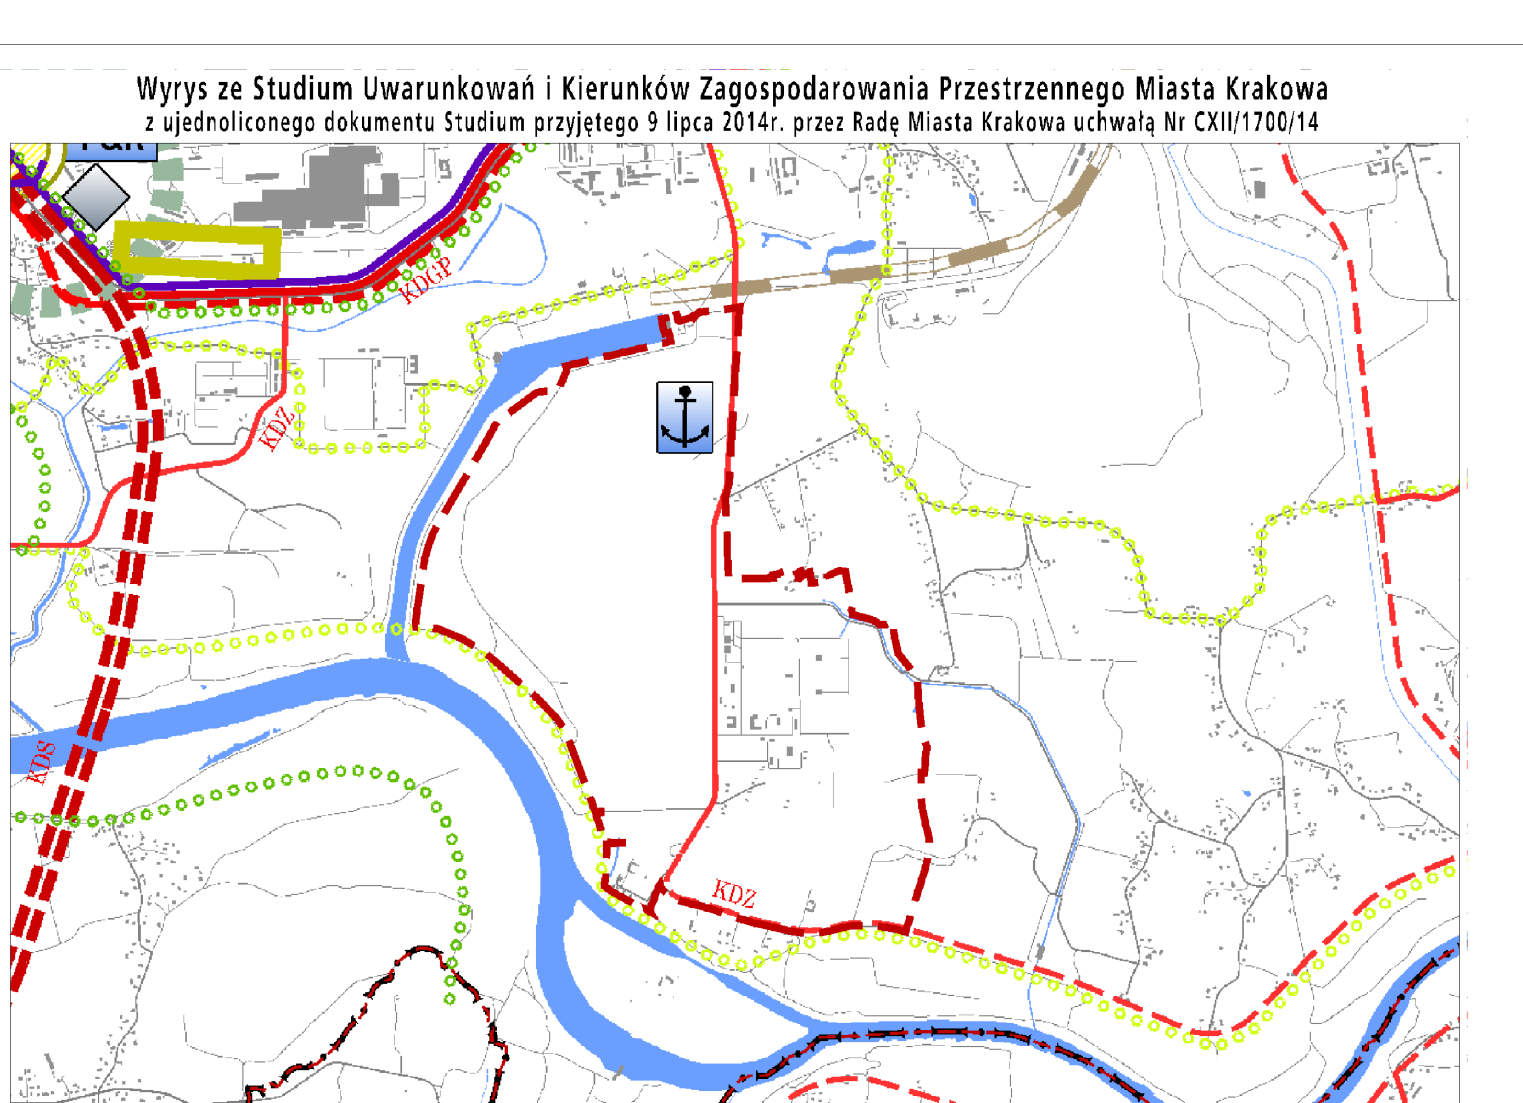 Wyrys ze Studium Uwarunkowań i Kierunków Zagospodarowania Przestrzennego Miasta Krakowa
z ujednoliconego dokumentu Studium przyjętego 9 lipca 2014r. przez Radę Miasta Krakowa uchwałą Nr CXII/1700/14
KDGP
KDZ
KDS
KDZ